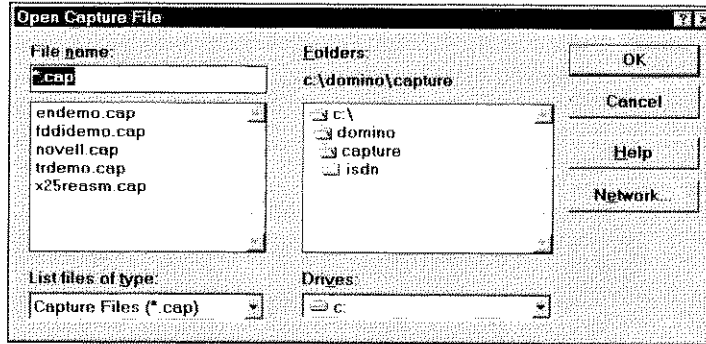 Open Capture File
File name:
*.cap
endemo.cap
fddidemo.cap
novell.cap
trdemo.cap
x25reasm.cap
List files of type:
Capture Files (*.cap)
Folders:
c:\domino\capture
c:\
domino
capture
isdn
Drives:
c:
OK
Cancel
Help
Network...